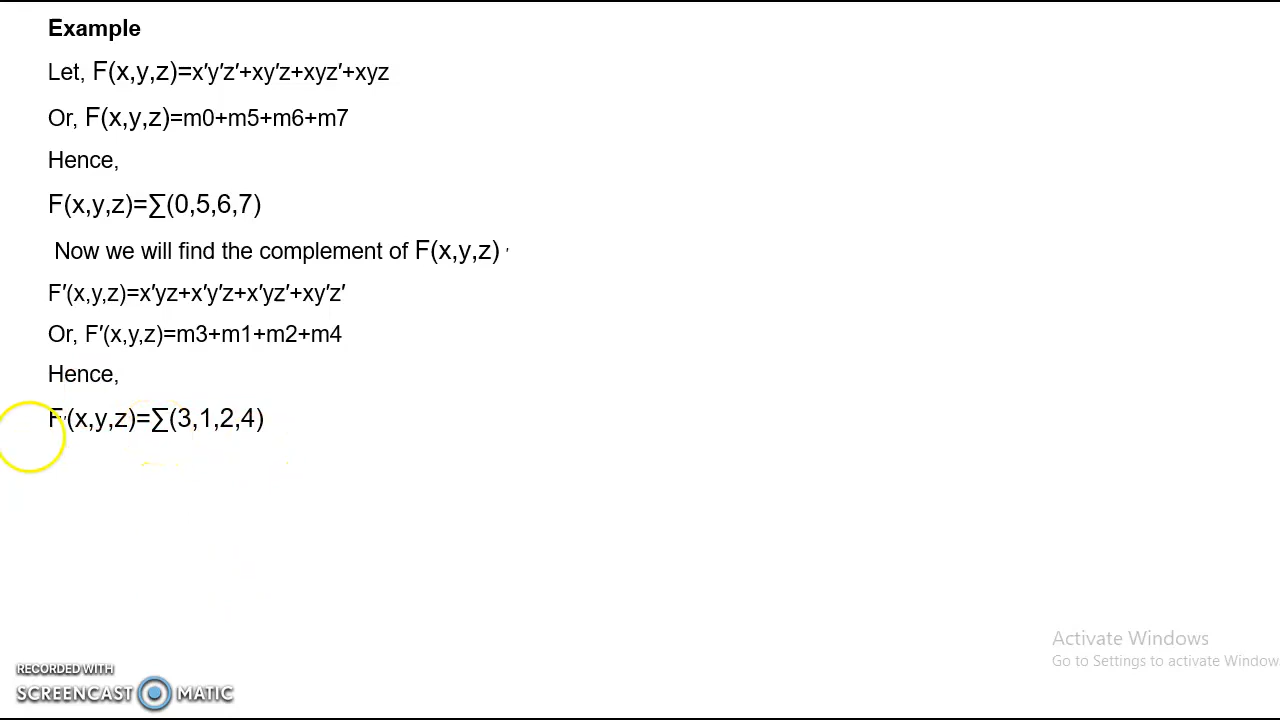 Example
Let, F(x,y,z)=x′y′z′+xy′z+xyz′+xyz
Or, F(x,y,z)=m0+m5+m6+m7
Hence,
F(x,y,z)=∑(0,5,6,7)
Now we will find the complement of F(x,y,z) ′
F′(x,y,z)=x′yz+x′y′z+x′yz′+xy′z′
Or, F′(x,y,z)=m3+m1+m2+m4
Hence,
F′(x,y,z)=∑(3,1,2,4)
Activate Windows
Go to Settings to activate Window
RECORDED WITH
SCREENCAST MATIC